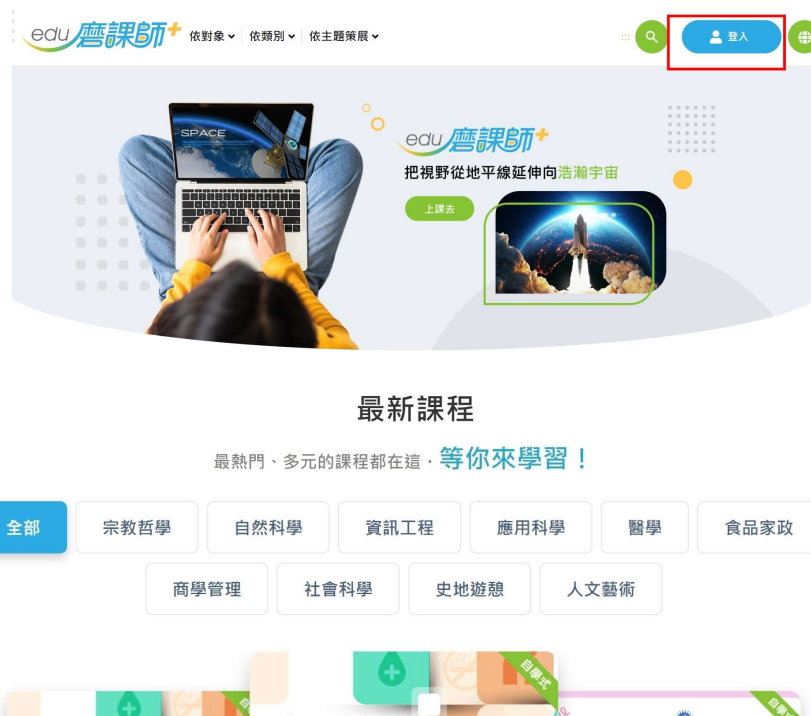 edu磨課師+
依對象
依類別
依主題策展
登入
SPACE
edu磨課師+
把視野從地平線延伸向浩瀚宇宙
上課去
最新課程
最熱門、多元的課程都在這．等你來學習！
全部
宗教哲學
自然科學
資訊工程
應用科學
醫學
食品家政
商學管理
社會科學
史地遊憩
人文藝術
自學式